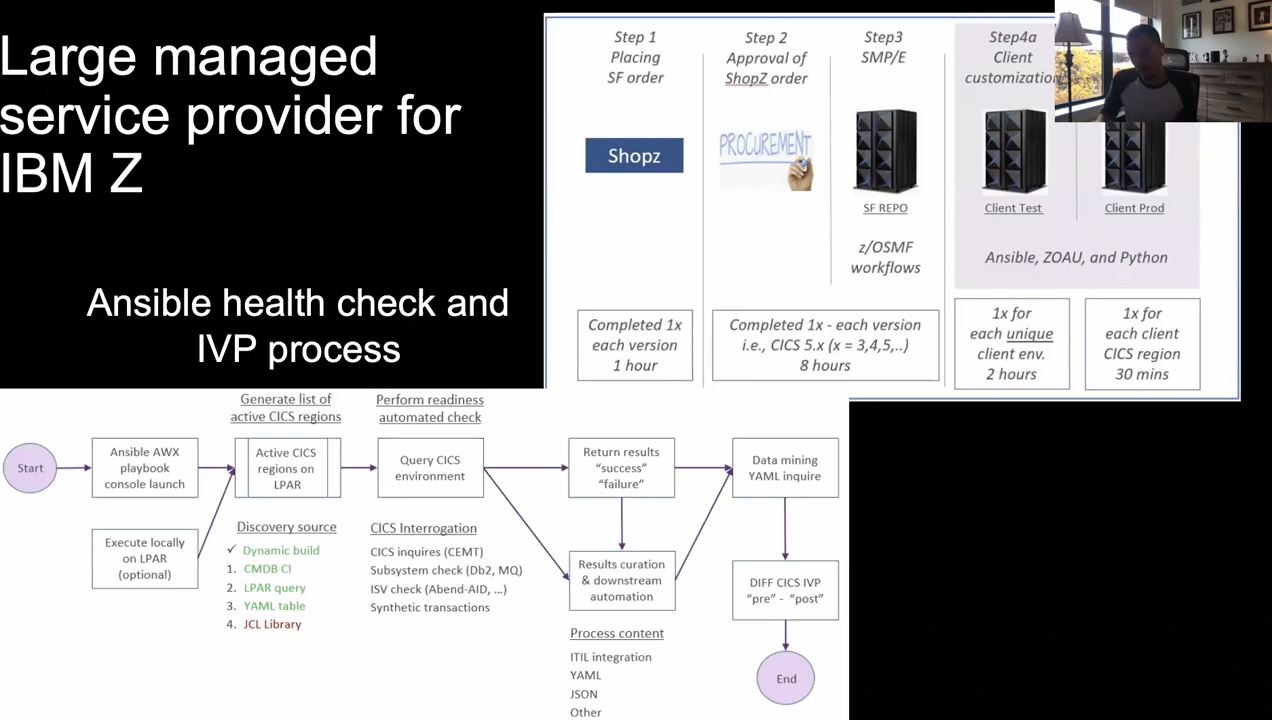 Large managed
service provider for
IBM Z
Ansible health check and
IVP process
Step 1
Placing
SF order
Shopz
Completed 1x
each version
1 hour
Step 2
Approval of
ShopZ order
PROCUREMENT
Step3
SMP/E
SF REPO
z/OSMF
workflows
Completed 1x - each version
i.e., CICS 5.x (x = 3,4,5,..)
8 hours
Step4a
Client
customization
Client Test
Client Prod
Ansible, ZOAU, and Python
1x for
each unique
client env.
2 hours
1x for
each client
CICS region
30 mins
Start
Ansible AWX
playbook
console launch
Execute locally
on LPAR
(optional)
Generate list of
active CICS regions
Active CICS
regions on
LPAR
Discovery source
✓ Dynamic build
1. CMDB CI
2. LPAR query
3. YAML table
4. JCL Library
Perform readiness
automated check
Query CICS
environment
CICS Interrogation
CICS inquires (CEMT)
Subsystem check (Db2, MQ)
ISV check (Abend-AID, …)
Synthetic transactions
Return results
“success”
“failure”
Results curation
& downstream
automation
Process content
ITIL integration
YAML
JSON
Other
Data mining
YAML inquire
DIFF CICS IVP
“pre” - “post”
End